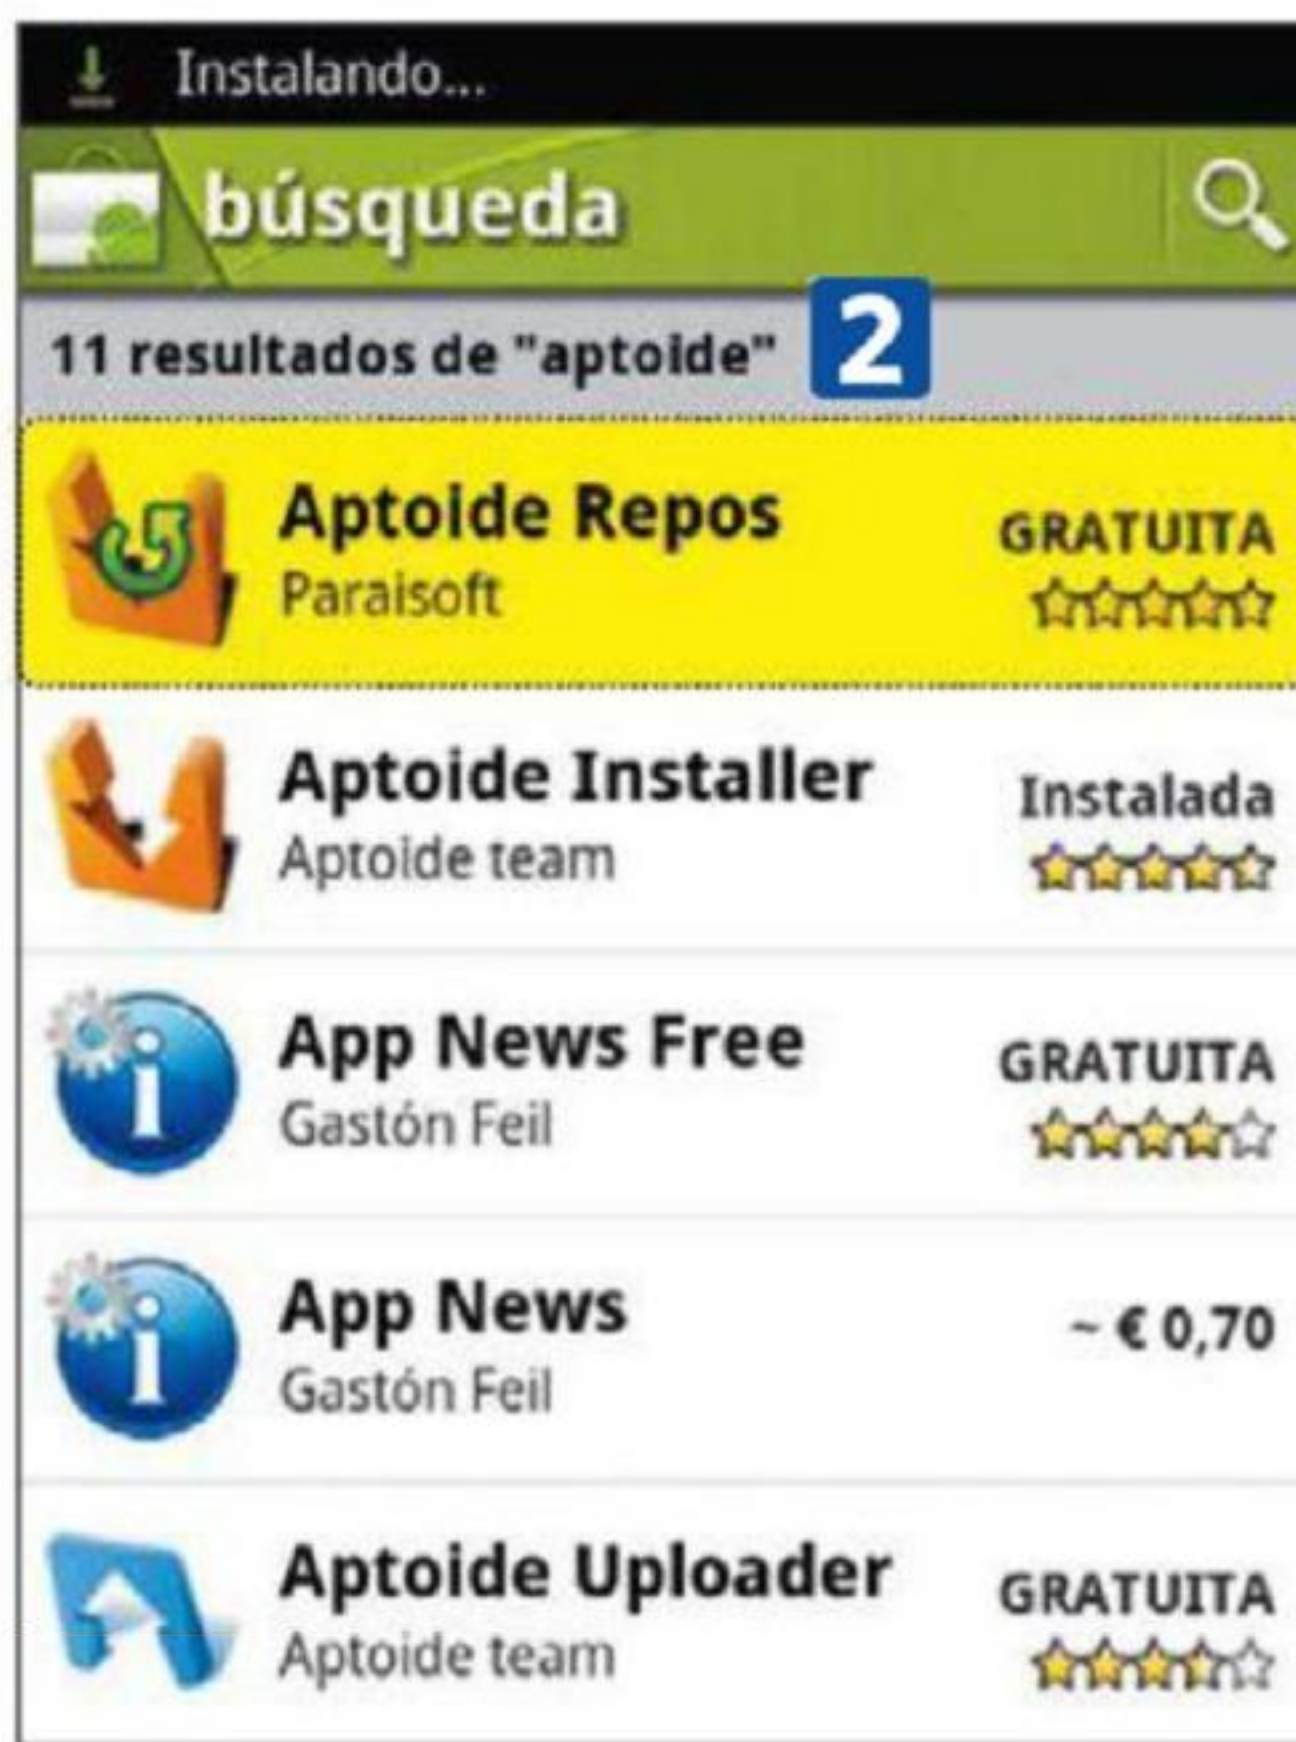 Instalando...
búsqueda
11 resultados de "aptoide" 2
Aptoide Repos
GRATUITA
Paraisoft
Aptoide Installer
Instalada
Aptoide team
App News Free
GRATUITA
Gastón Feil
App News
~ € 0,70
Gastón Feil
Aptoide Uploader
GRATUITA
Aptoide team